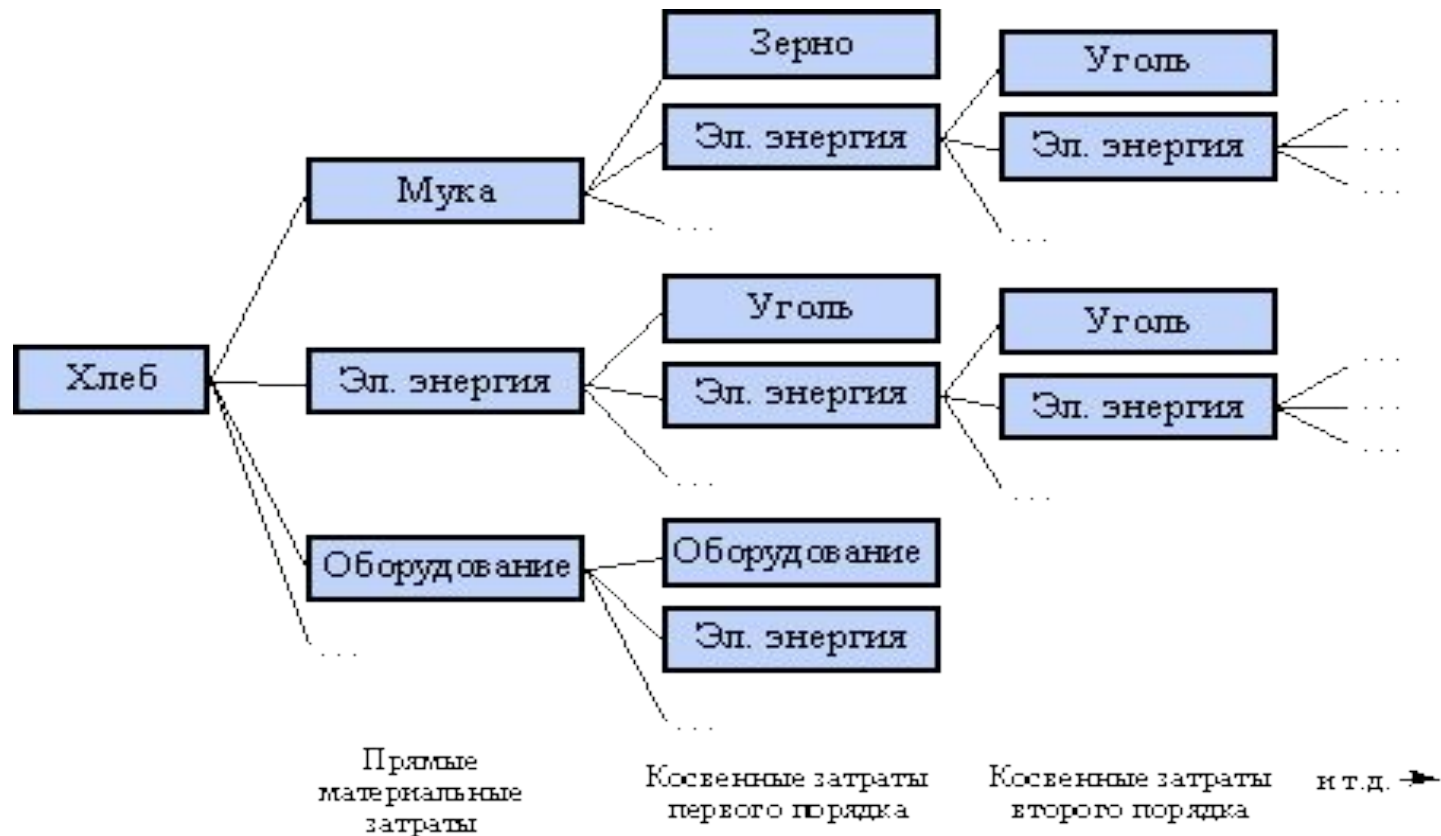 Зерно
Уголь
Эл. энергия
Эл. энергия
. . .
. . .
. . .
Мука
. . .
. . .
Уголь
Уголь
Хлеб
Эл. энергия
Эл. энергия
Эл. энергия
. . .
. . .
. . .
. . .
. . .
Оборудование
Оборудование
Эл. энергия
. . .
. . .
Прямые
материальные
затраты
Косвенные затраты
первого порядка
Косвенные затраты
второго порядка
и т.д.